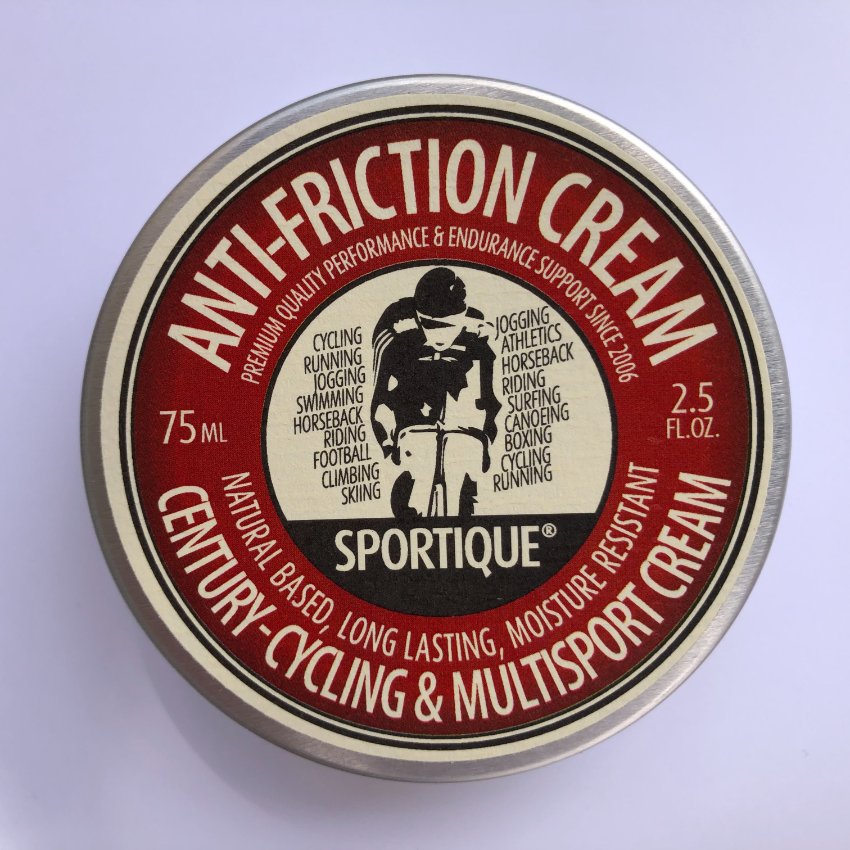 ANTI-FRICTION CREAM
PREMIUM QUALITY PERFORMANCE & ENDURANCE SUPPORT SINCE 2006
CYCLING
RUNNING
JOGGING
SWIMMING
HORSEBACK
RIDING
FOOTBALL
CLIMBING
SKIING
JOGGING
ATHLETICS
HORSEBACK
RIDING
SURFING
CANOEING
BOXING
CYCLING
RUNNING
75 ML
2.5
FL.OZ.
SPORTIQUE®
NATURAL BASED, LONG LASTING, MOISTURE RESISTANT
CENTURY-CYCLING & MULTISPORT CREAM